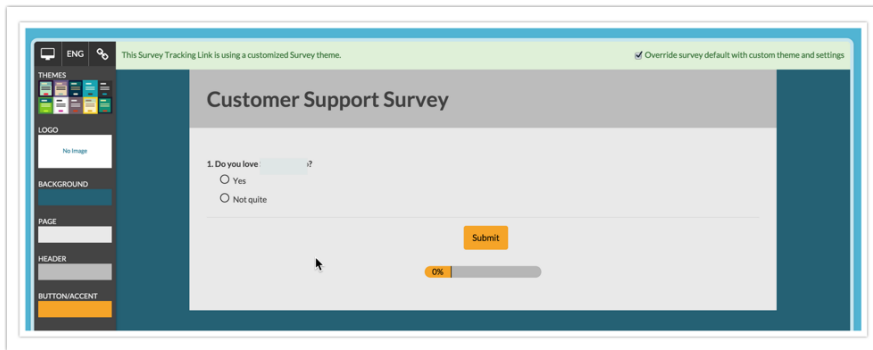 ENG
This Survey Tracking Link is using a customized Survey theme.
Override survey default with custom theme and settings
THEMES
LOGO
No Image
BACKGROUND
PAGE
HEADER
BUTTON/ACCENT
Customer Support Survey
1. Do you love ?
Yes
Not quite
Submit
0%